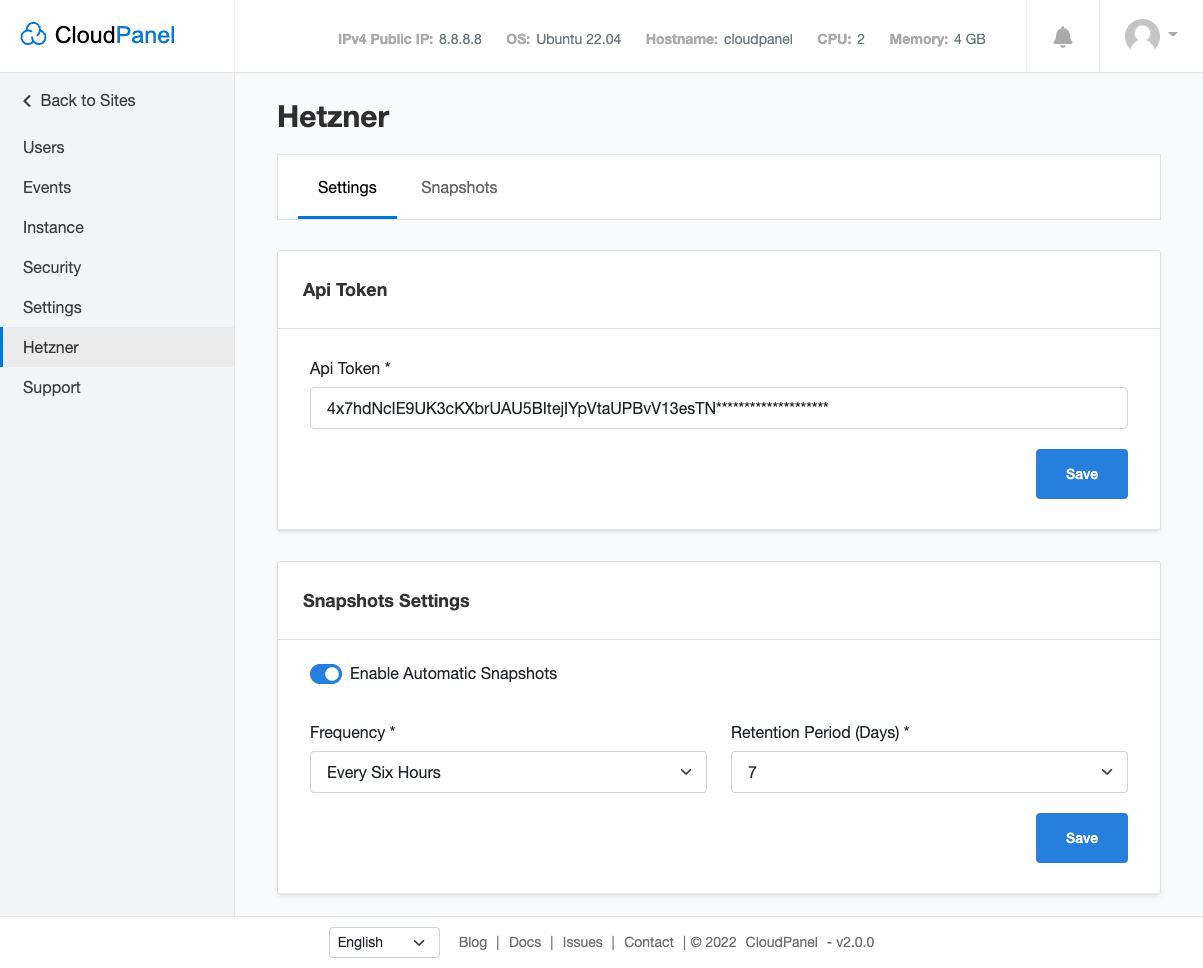 CloudPanel
IPv4 Public IP: 8.8.8.8 OS: Ubuntu 22.04 Hostname: cloudpanel CPU: 2 Memory: 4 GB
Back to Sites
Users
Events
Instance
Security
Settings
Hetzner
Support
Hetzner
Settings Snapshots
Api Token
Api Token *
4x7hdNcIE9UK3cKXbrUAU5BItejIYpVtaUPBvV13esTN********************
Save
Snapshots Settings
Enable Automatic Snapshots
Frequency * Retention Period (Days) *
Every Six Hours 7
Save
English Blog | Docs | Issues | Contact | © 2022 CloudPanel - v2.0.0